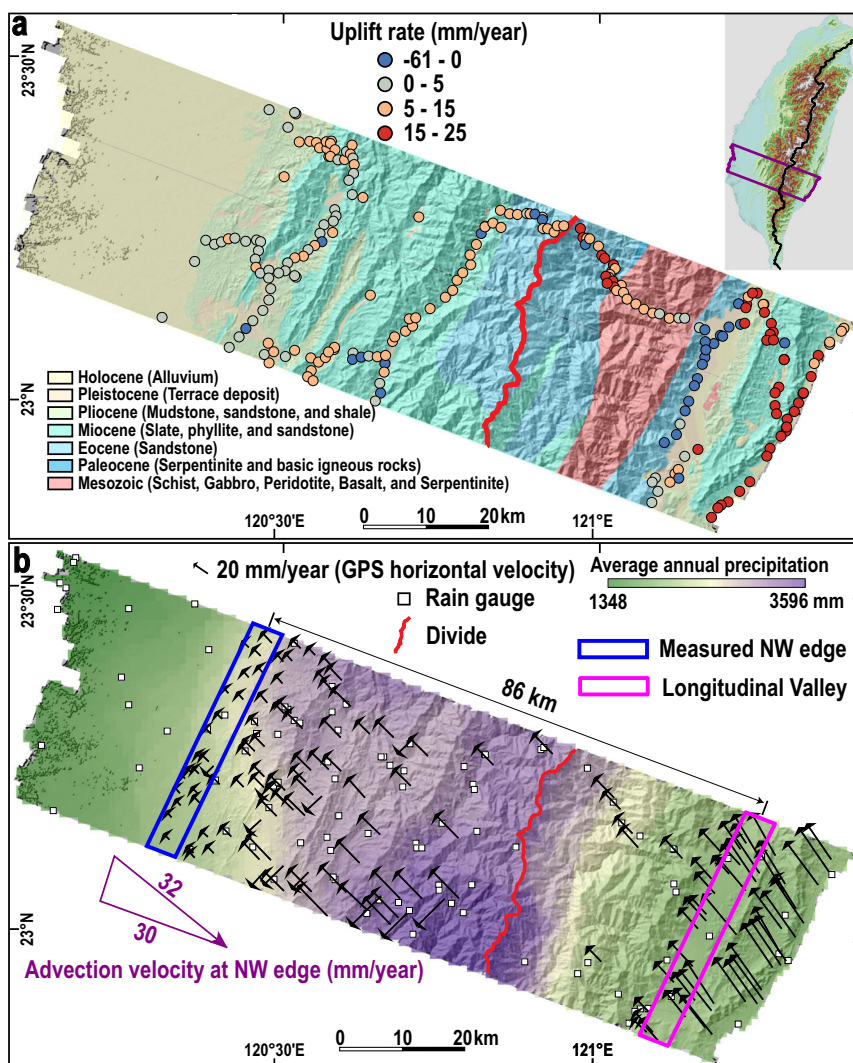 a
Uplift rate (mm/year)
-61 - 0
0 - 5
5 - 15
15 - 25
23°30'N
23°N
Holocene (Alluvium)
Pleistocene (Terrace deposit)
Pliocene (Mudstone, sandstone, and shale)
Miocene (Slate, phyllite, and sandstone)
Eocene (Sandstone)
Paleocene (Serpentinite and basic igneous rocks)
Mesozoic (Schist, Gabbro, Peridotite, Basalt, and Serpentinite)
120°30'E
0 10 20km
121°E
b
20 mm/year (GPS horizontal velocity)
Rain gauge
Divide
Average annual precipitation
1348 3596 mm
Measured NW edge
Longitudinal Valley
23°30'N
86 km
23°N
32
30
Advection velocity at NW edge (mm/year)
120°30'E
0 10 20km
121°E